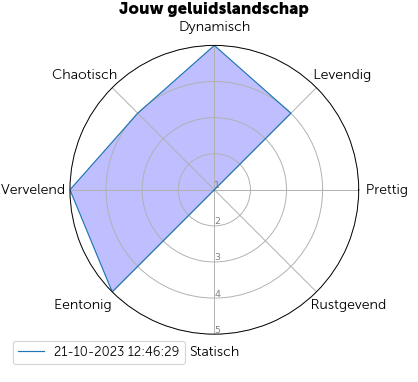 Jouw geluidslandschap
Dynamisch
Chaotisch
Levendig
Vervelend
1
Prettig
2
3
4
Eentonig
Rustgevend
5
21-10-2023 12:46:29
Statisch